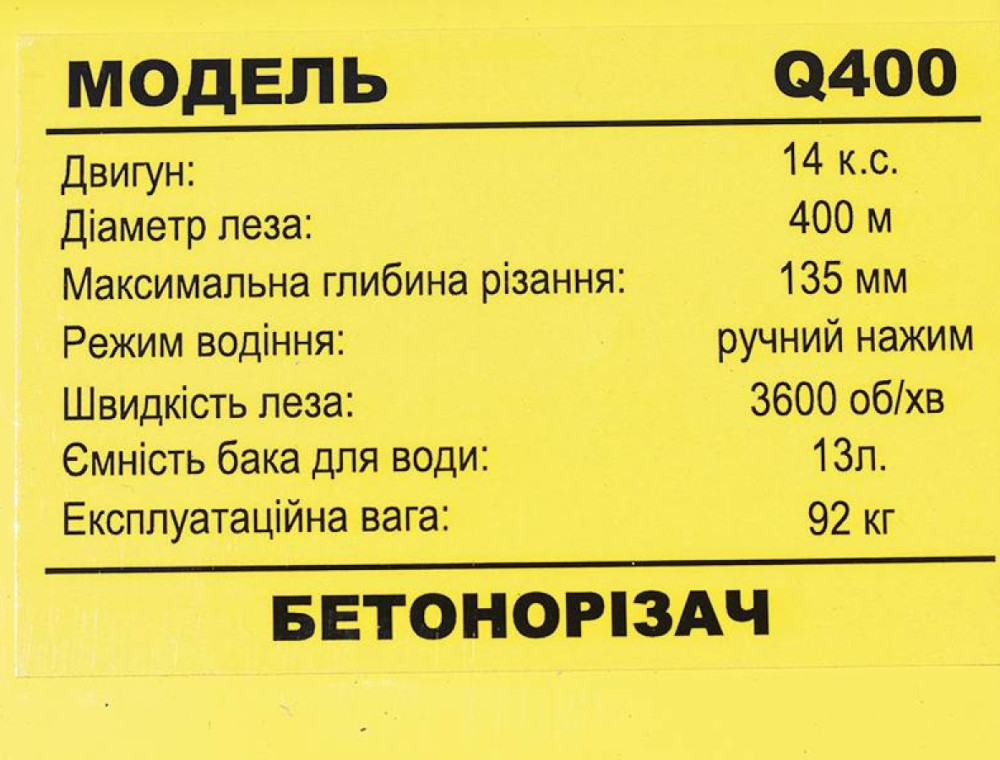 МОДЕЛЬ Q400
Двигун: 14 к.с.
Діаметр леза: 400 м
Максимальна глибина різання: 135 мм
Режим водіння: ручний нажим
Швидкість леза: 3600 об/хв
Ємність бака для води: 13л.
Експлуатаційна вага: 92 кг
БЕТОНОРІЗАЧ